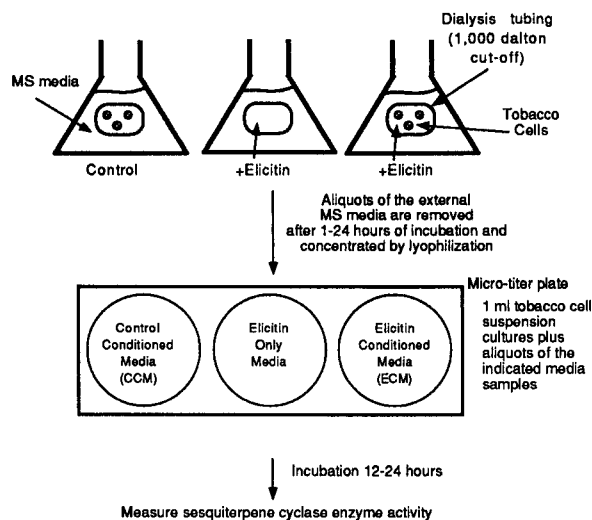 Dialysis tubing
(1,000 dalton
cut-off)
MS media
Tobacco
Cells
Control
+Elicitin
+Elicitin
Aliquots of the external
MS media are removed
after 1-24 hours of incubation and
concentrated by lyophilization
Micro-titer plate
Control
Conditioned
Media
(CCM)
Elicitin
Only
Media
Elicitin
Conditioned
Media
(ECM)
1 ml tobacco cell
suspension
cultures plus
aliquots of the
indicated media
samples
Incubation 12-24 hours
Measure sesquiterpene cyclase enzyme activity